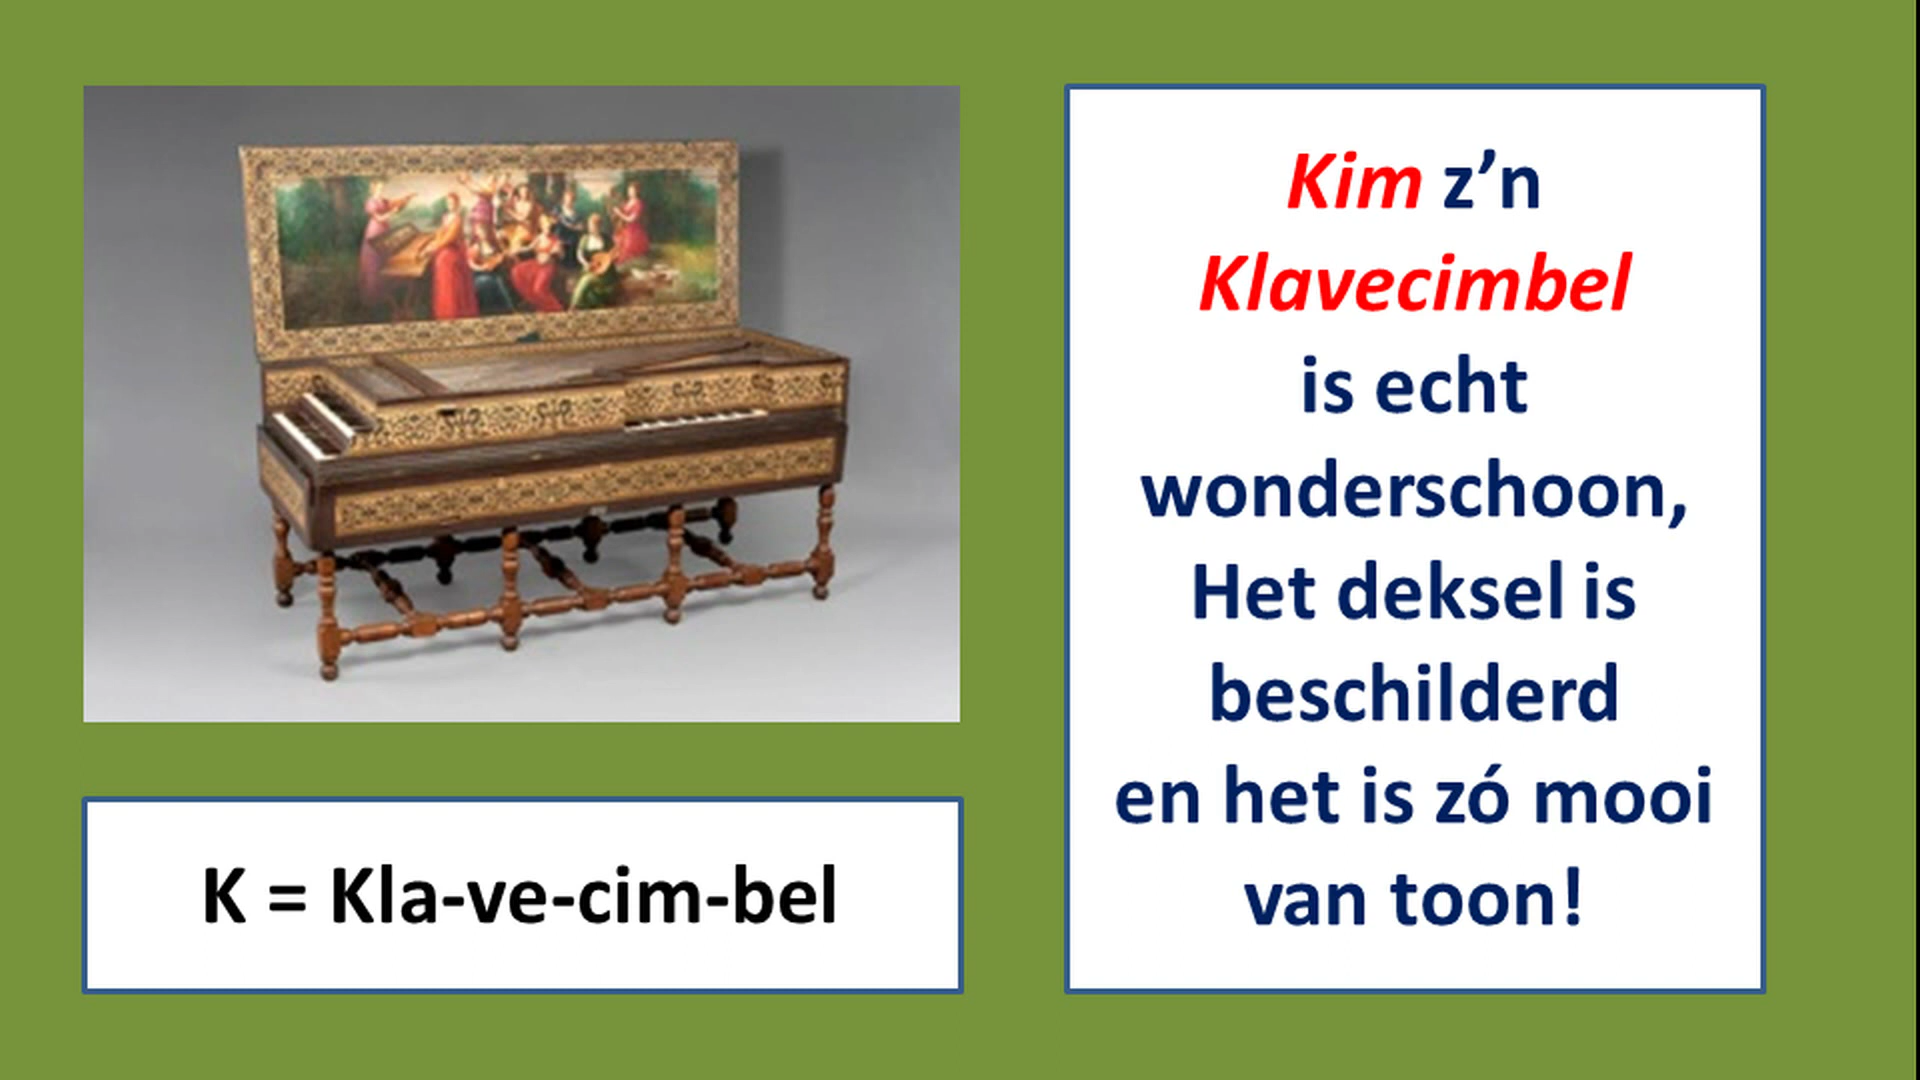 Kim z’n
Klavecimbel
is echt
wonderschoon,
Het deksel is
beschilderd
en het is zó mooi
van toon!
K = Kla-ve-cim-bel